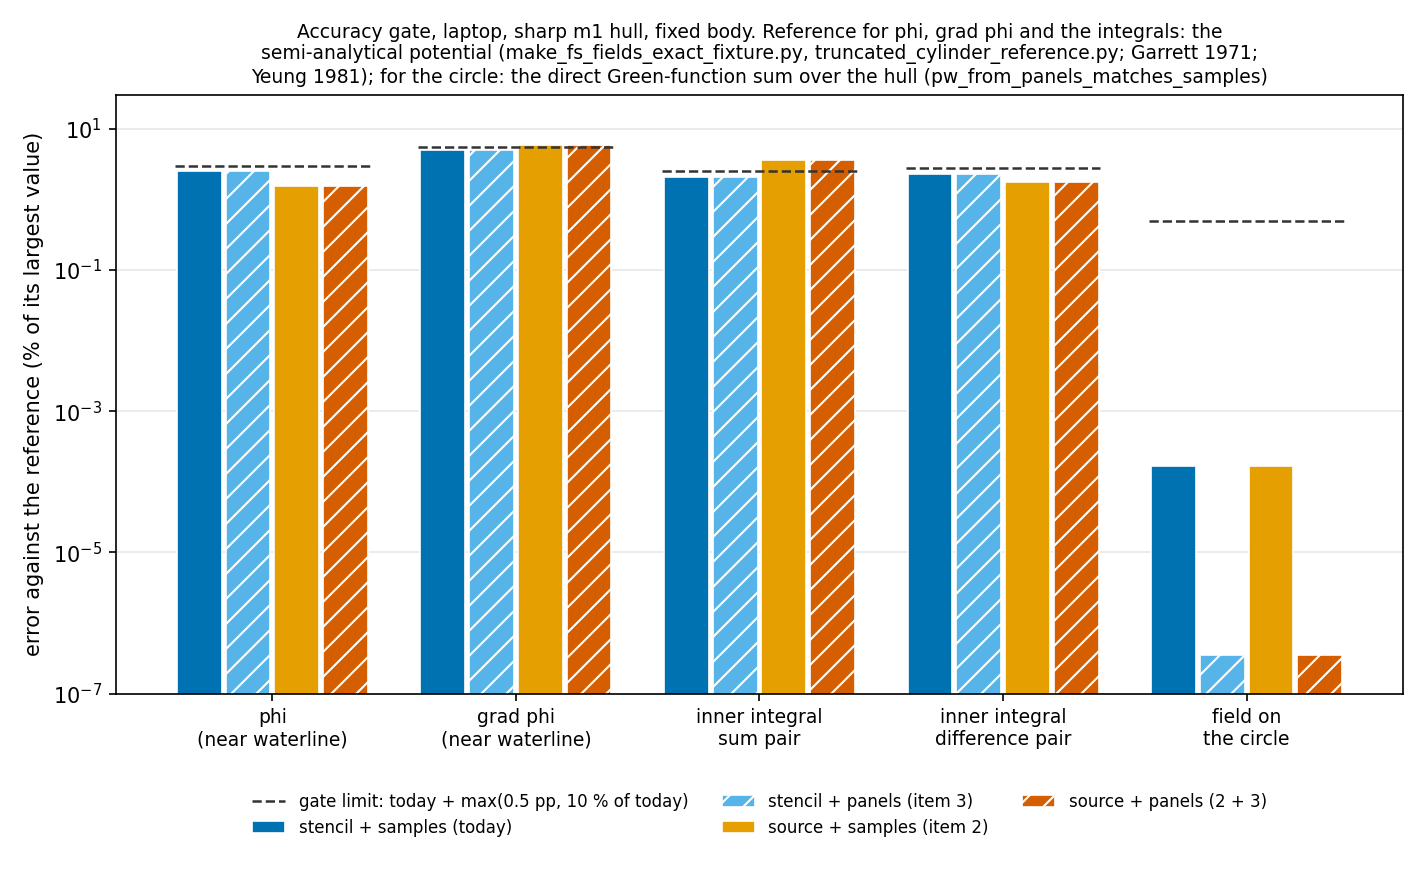 Accuracy gate, laptop, sharp m1 hull, fixed body. Reference for phi, grad phi and the integrals: the
semi-analytical potential (make_fs_fields_exact_fixture.py, truncated_cylinder_reference.py; Garrett 1971;
Yeung 1981); for the circle: the direct Green-function sum over the hull (pw_from_panels_matches_samples)
error against the reference (% of its largest value)
10^1
10^-1
10^-3
10^-5
10^-7
phi
(near waterline)
grad phi
(near waterline)
inner integral
sum pair
inner integral
difference pair
field on
the circle
gate limit: today + max(0.5 pp, 10 % of today)
stencil + samples (today)
stencil + panels (item 3)
source + samples (item 2)
source + panels (2 + 3)